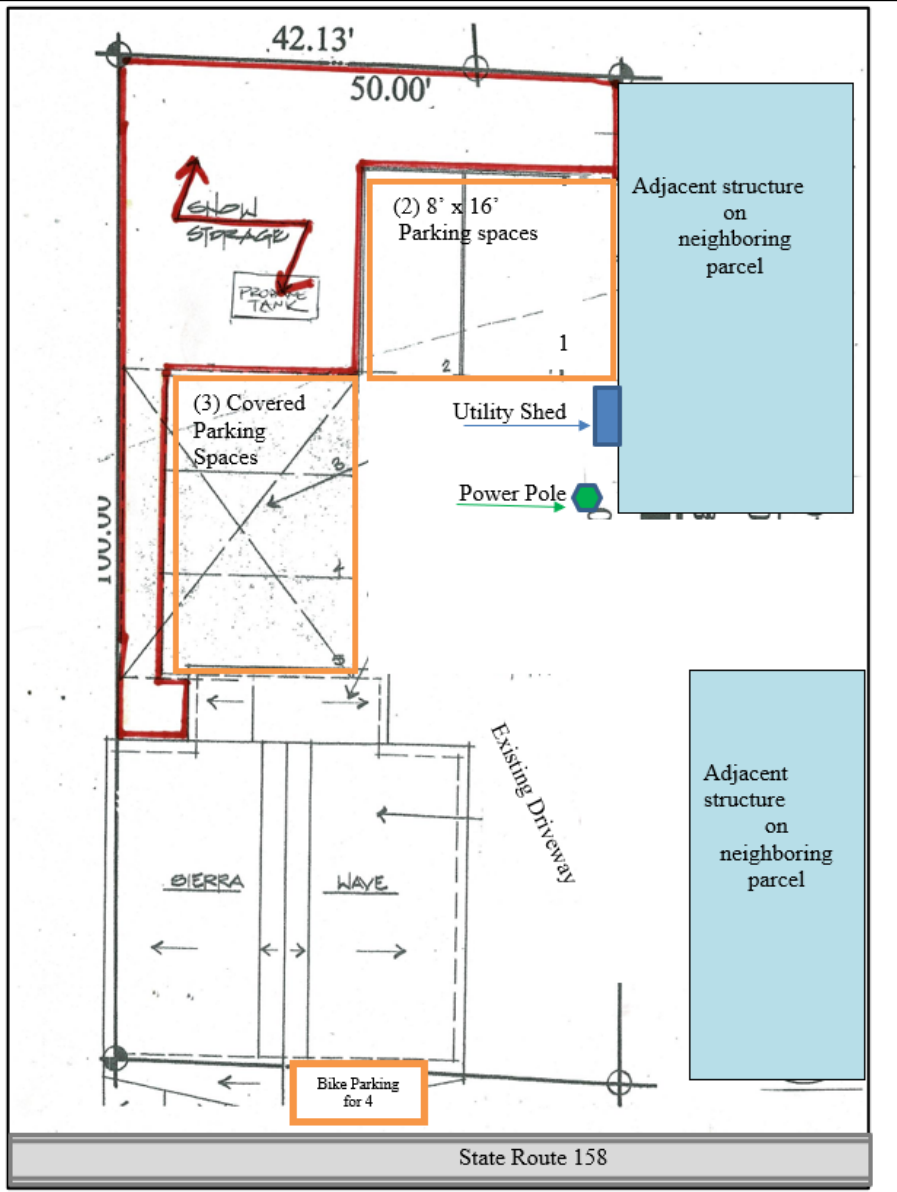 42.13'
50.00'
SNOW
STORAGE
PROPANE
TANK
(2) 8’ x 16’
Parking spaces
1
2
Adjacent structure
on
neighboring
parcel
(3) Covered
Parking
Spaces
3
4
5
Utility Shed
Power Pole
100.00
Existing Driveway
Adjacent
structure
on
neighboring
parcel
SIERRA
WAVE
Bike Parking
for 4
State Route 158